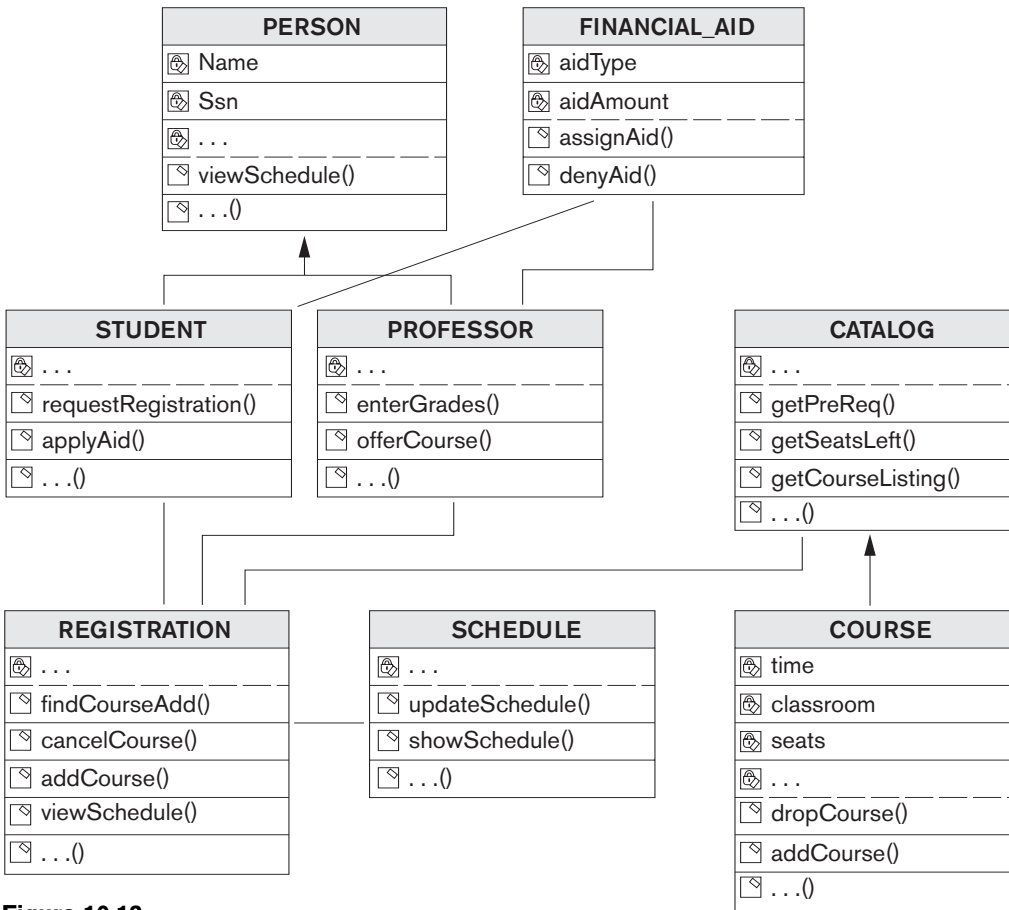 PERSON
Name
Ssn
. . .
viewSchedule()
. . .()
FINANCIAL_AID
aidType
aidAmount
assignAid()
denyAid()
STUDENT
. . .
requestRegistration()
applyAid()
. . .()
PROFESSOR
. . .
enterGrades()
offerCourse()
. . .()
CATALOG
. . .
getPreReq()
getSeatsLeft()
getCourseListing()
. . .()
REGISTRATION
. . .
findCourseAdd()
cancelCourse()
addCourse()
viewSchedule()
. . .()
SCHEDULE
. . .
updateSchedule()
showSchedule()
. . .()
COURSE
time
classroom
seats
. . .
dropCourse()
addCourse()
. . .()
Figure